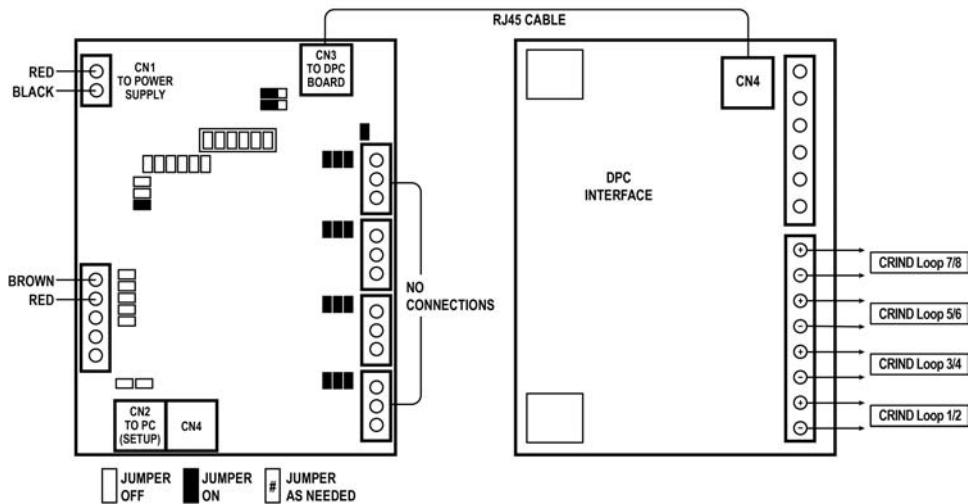 RJ45 CABLE
CN1
TO POWER
SUPPLY
RED
BLACK
CN3
TO DPC
BOARD
BROWN
RED
NO
CONNECTIONS
CN2
TO PC
(SETUP)
CN4
JUMPER
OFF
JUMPER
ON
# JUMPER
AS NEEDED
CN4
DPC
INTERFACE
+
−
+
−
+
−
+
−
CRIND Loop 7/8
CRIND Loop 5/6
CRIND Loop 3/4
CRIND Loop 1/2